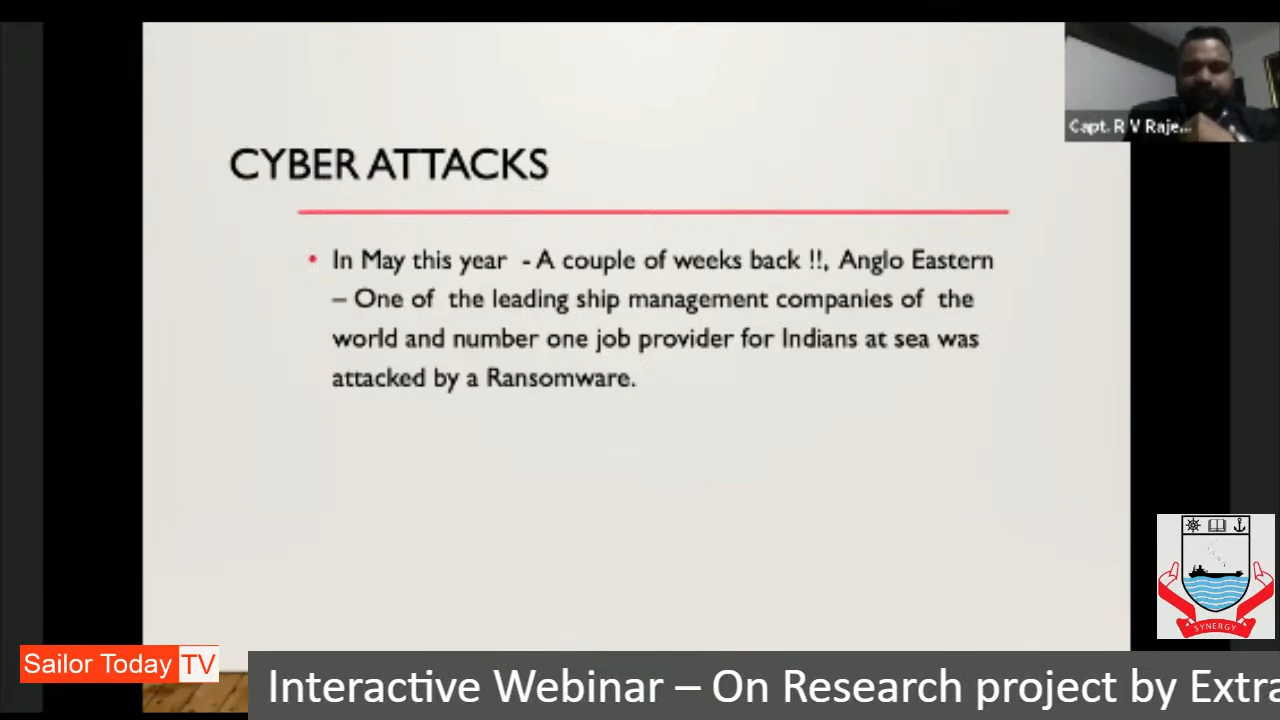 Capt. R V Raje...
CYBER ATTACKS
• In May this year - A couple of weeks back !!, Anglo Eastern
– One of the leading ship management companies of the
world and number one job provider for Indians at sea was
attacked by a Ransomware.
SYNERGY
Sailor Today TV
Interactive Webinar – On Research project by Extra